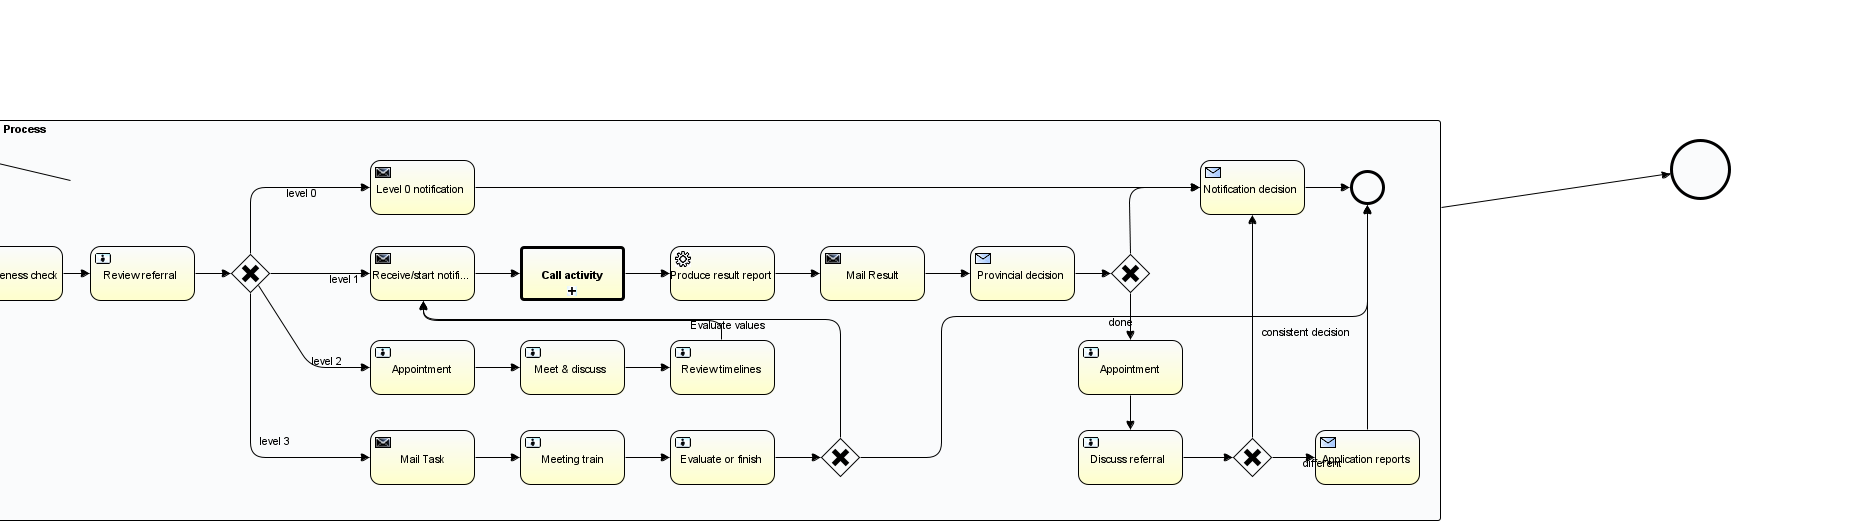 Process
level 0
Level 0 notification
Notification decision
eness check
Review referral
level 1
Receive/start notifi...
Call activity
Produce result report
Mail Result
Provincial decision
Evaluate values
done
consistent decision
level 2
Appointment
Meet & discuss
Review timelines
Appointment
level 3
Mail Task
Meeting train
Evaluate or finish
Discuss referral
different
Application reports